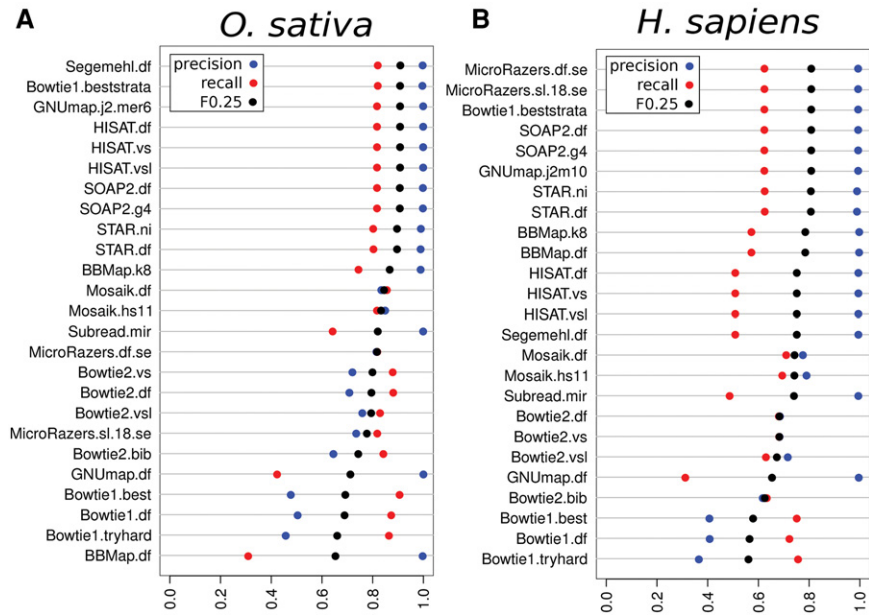 A
O. sativa
precision
recall
F0.25
Segemehl.df
Bowtie1.beststrata
GNUmap.j2.mer6
HISAT.df
HISAT.vs
HISAT.vsl
SOAP2.df
SOAP2.g4
STAR.ni
STAR.df
BBMap.k8
Mosaik.df
Mosaik.hs11
Subread.mir
MicroRazers.df.se
Bowtie2.vs
Bowtie2.df
Bowtie2.vsl
MicroRazers.sl.18.se
Bowtie2.bib
GNUmap.df
Bowtie1.best
Bowtie1.df
Bowtie1.tryhard
BBMap.df
0.0 0.2 0.4 0.6 0.8 1.0
B
H. sapiens
precision
recall
F0.25
MicroRazers.df.se
MicroRazers.sl.18.se
Bowtie1.beststrata
SOAP2.df
SOAP2.g4
GNUmap.j2m10
STAR.ni
STAR.df
BBMap.k8
BBMap.df
HISAT.df
HISAT.vs
HISAT.vsl
Segemehl.df
Mosaik.df
Mosaik.hs11
Subread.mir
Bowtie2.df
Bowtie2.vs
Bowtie2.vsl
GNUmap.df
Bowtie2.bib
Bowtie1.best
Bowtie1.df
Bowtie1.tryhard
0.0 0.2 0.4 0.6 0.8 1.0